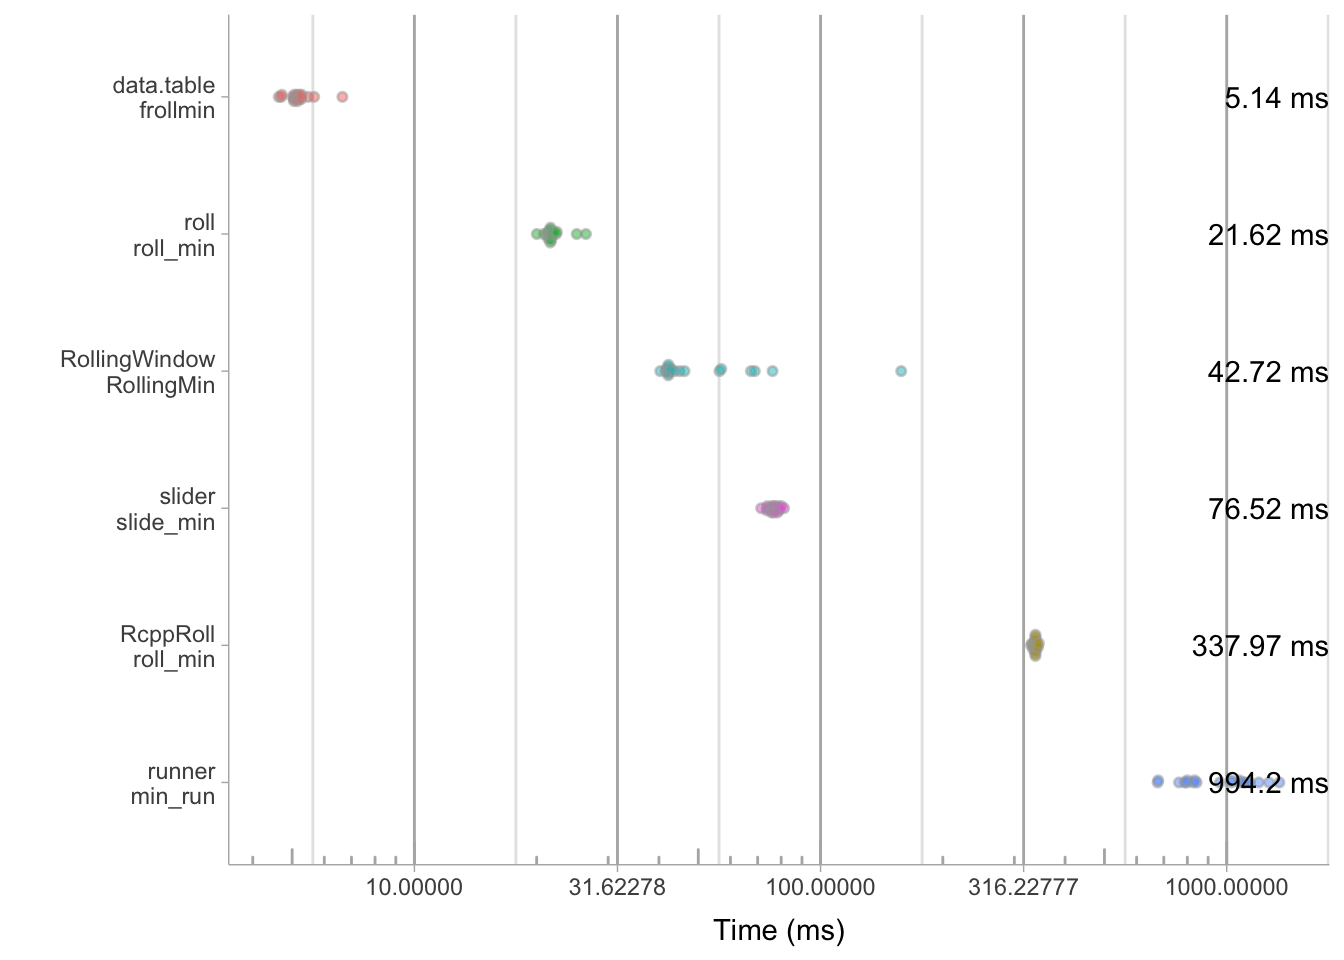 data.table
frollmin
5.14 ms
roll
roll_min
21.62 ms
RollingWindow
RollingMin
42.72 ms
slider
slide_min
76.52 ms
RcppRoll
roll_min
337.97 ms
runner
min_run
994.2 ms
10.00000
31.62278
100.00000
316.22777
1000.00000
Time (ms)